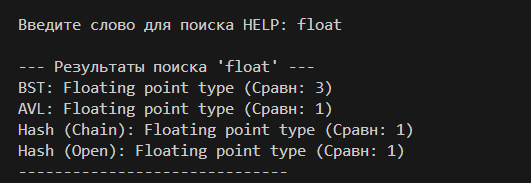 Введите слово для поиска HELP: float
--- Результаты поиска 'float' ---
BST: Floating point type (Сравн: 3)
AVL: Floating point type (Сравн: 1)
Hash (Chain): Floating point type (Сравн: 1)
Hash (Open): Floating point type (Сравн: 1)
------------------------------